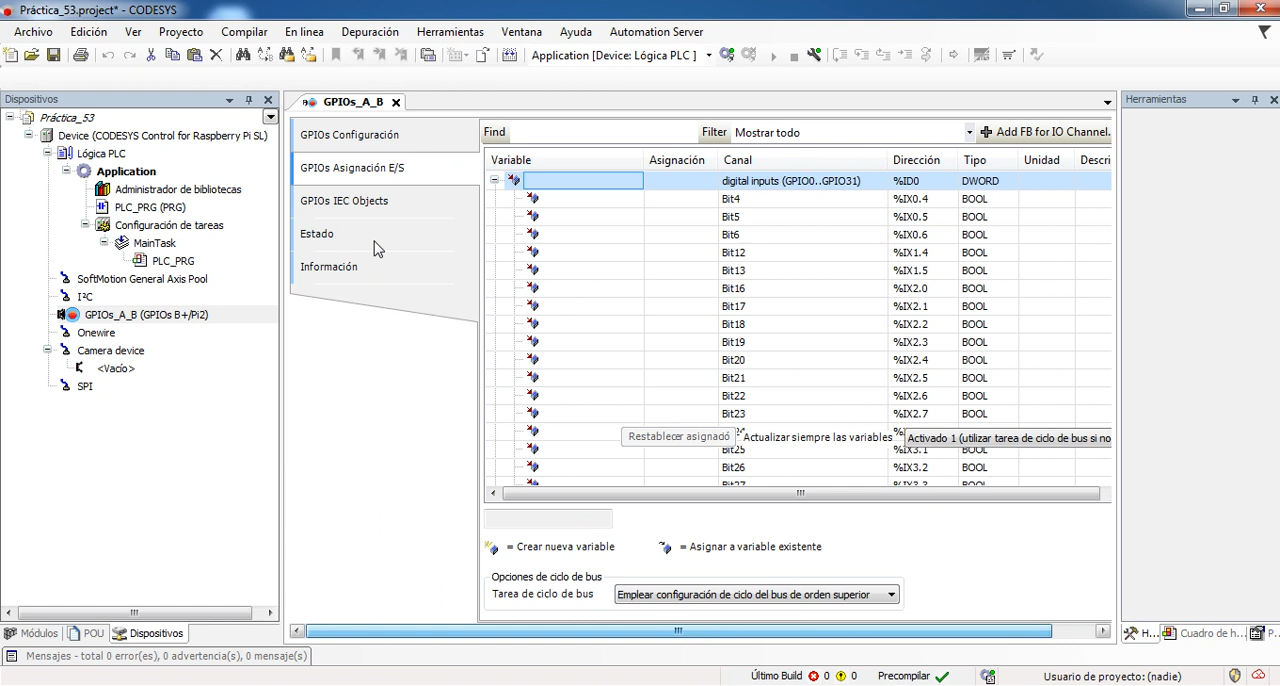 Práctica_53.project* - CODESYS
Archivo Edición Ver Proyecto Compilar En linea Depuración Herramientas Ventana Ayuda Automation Server
Application [Device: Lógica PLC ]
Dispositivos
Práctica_53
Device (CODESYS Control for Raspberry Pi SL)
Lógica PLC
Application
Administrador de bibliotecas
PLC_PRG (PRG)
Configuración de tareas
MainTask
PLC_PRG
SoftMotion General Axis Pool
I²C
GPIOs_A_B (GPIOs B+/Pi2)
Onewire
Camera device
<Vacío>
SPI
Módulos POU Dispositivos
GPIOs_A_B
GPIOs Configuración
GPIOs Asignación E/S
GPIOs IEC Objects
Estado
Información
Find Filter Mostrar todo Add FB for IO Channel.
Variable Asignación Canal Dirección Tipo Unidad Descri
digital inputs (GPIO0..GPIO31) %ID0 DWORD
Bit4 %IX0.4 BOOL
Bit5 %IX0.5 BOOL
Bit6 %IX0.6 BOOL
Bit12 %IX1.4 BOOL
Bit13 %IX1.5 BOOL
Bit16 %IX2.0 BOOL
Bit17 %IX2.1 BOOL
Bit18 %IX2.2 BOOL
Bit19 %IX2.3 BOOL
Bit20 %IX2.4 BOOL
Bit21 %IX2.5 BOOL
Bit22 %IX2.6 BOOL
Bit23 %IX2.7 BOOL
Restablecer asignació Actualizar siempre las variables Activado 1 (utilizar tarea de ciclo de bus si no
Bit25 %IX3.1 BOOL
Bit26 %IX3.2 BOOL
Bit27 %IX3.3 BOOL
= Crear nueva variable = Asignar a variable existente
Opciones de ciclo de bus
Tarea de ciclo de bus Emplear configuración de ciclo del bus de orden superior
Herramientas
H... Cuadro de h... P...
Mensajes - total 0 error(es), 0 advertencia(s), 0 mensaje(s)
Último Build 0 0 Precompilar Usuario de proyecto: (nadie)